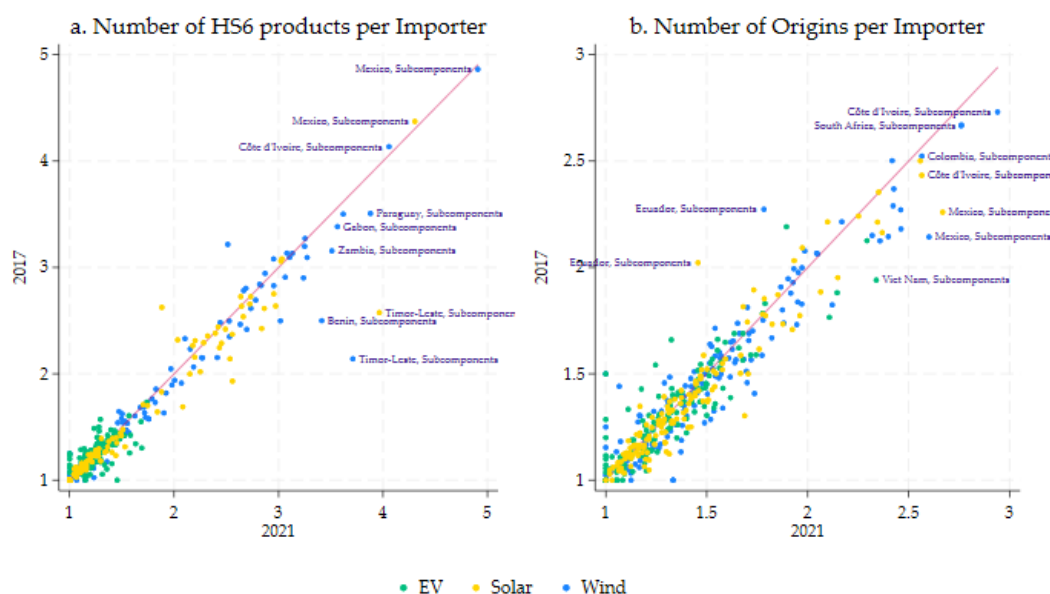 a. Number of HS6 products per Importer
5
4
3
2
1
2017
Mexico, Subcomponents
Mexico, Subcomponents
Côte d'Ivoire, Subcomponents
Paraguay, Subcomponents
Gabon, Subcomponents
Zambia, Subcomponents
Timor-Leste, Subcomponen
Benin, Subcomponents
Timor-Leste, Subcomponents
1 2 3 4 5
2021
b. Number of Origins per Importer
3
2.5
2
1.5
1
2017
Côte d'Ivoire, Subcomponents
South Africa, Subcomponents
Colombia, Subcomponent
Côte d'Ivoire, Subcompon
Ecuador, Subcomponents
Mexico, Subcomponents
Mexico, Subcomponents
Ecuador, Subcomponents
Viet Nam, Subcomponents
1 1.5 2 2.5 3
2021
EV Solar Wind